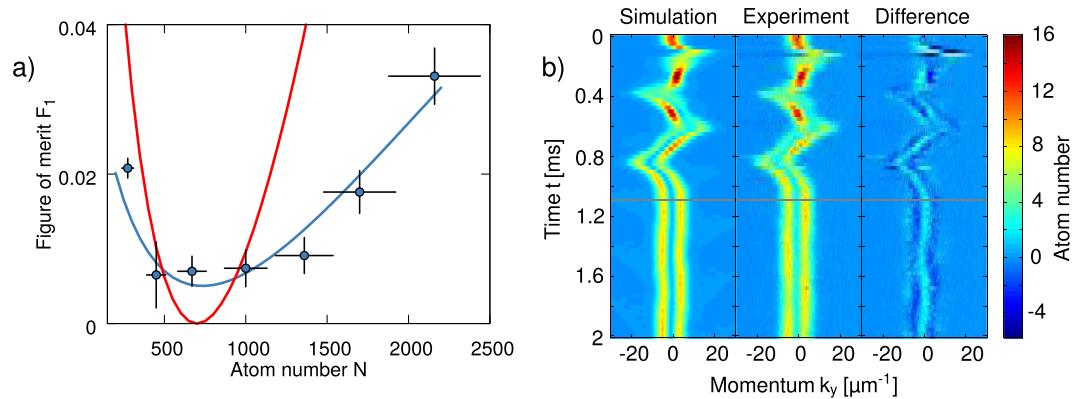 a)
Figure of merit F₁
0.04
0.02
0
500
1000
1500
2000
2500
Atom number N
b)
Simulation Experiment Difference
Time t [ms]
0
0.4
0.8
1.2
1.6
2
-20 0 20 -20 0 20 -20 0 20
Momentum kᵧ [µm⁻¹]
16
12
8
4
0
-4
Atom number